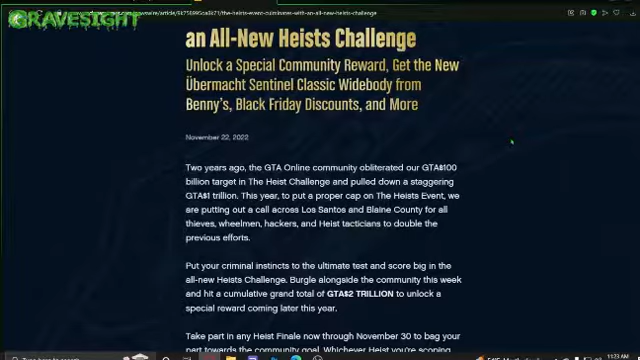 GRAVESIGHT
an All-New Heists Challenge
Unlock a Special Community Reward, Get the New
Übermacht Sentinel Classic Widebody from
Benny's, Black Friday Discounts, and More
November 22, 2022
Two years ago, the GTA Online community obliterated our GTA$100
billion target in The Heist Challenge and pulled down a staggering
GTA$1 trillion. This year, to put a proper cap on The Heists Event, we
are putting out a call across Los Santos and Blaine County for all
thieves, wheelmen, hackers, and Heist tacticians to double the
previous efforts.
Put your criminal instincts to the ultimate test and score big in the
all-new Heists Challenge. Burgle alongside the community this week
and hit a cumulative grand total of GTA$2 TRILLION to unlock a
special reward coming later this year.
Take part in any Heist Finale now through November 30 to bag your
part towards the community goal. Whichever Heist you're scoping
11:23 AM